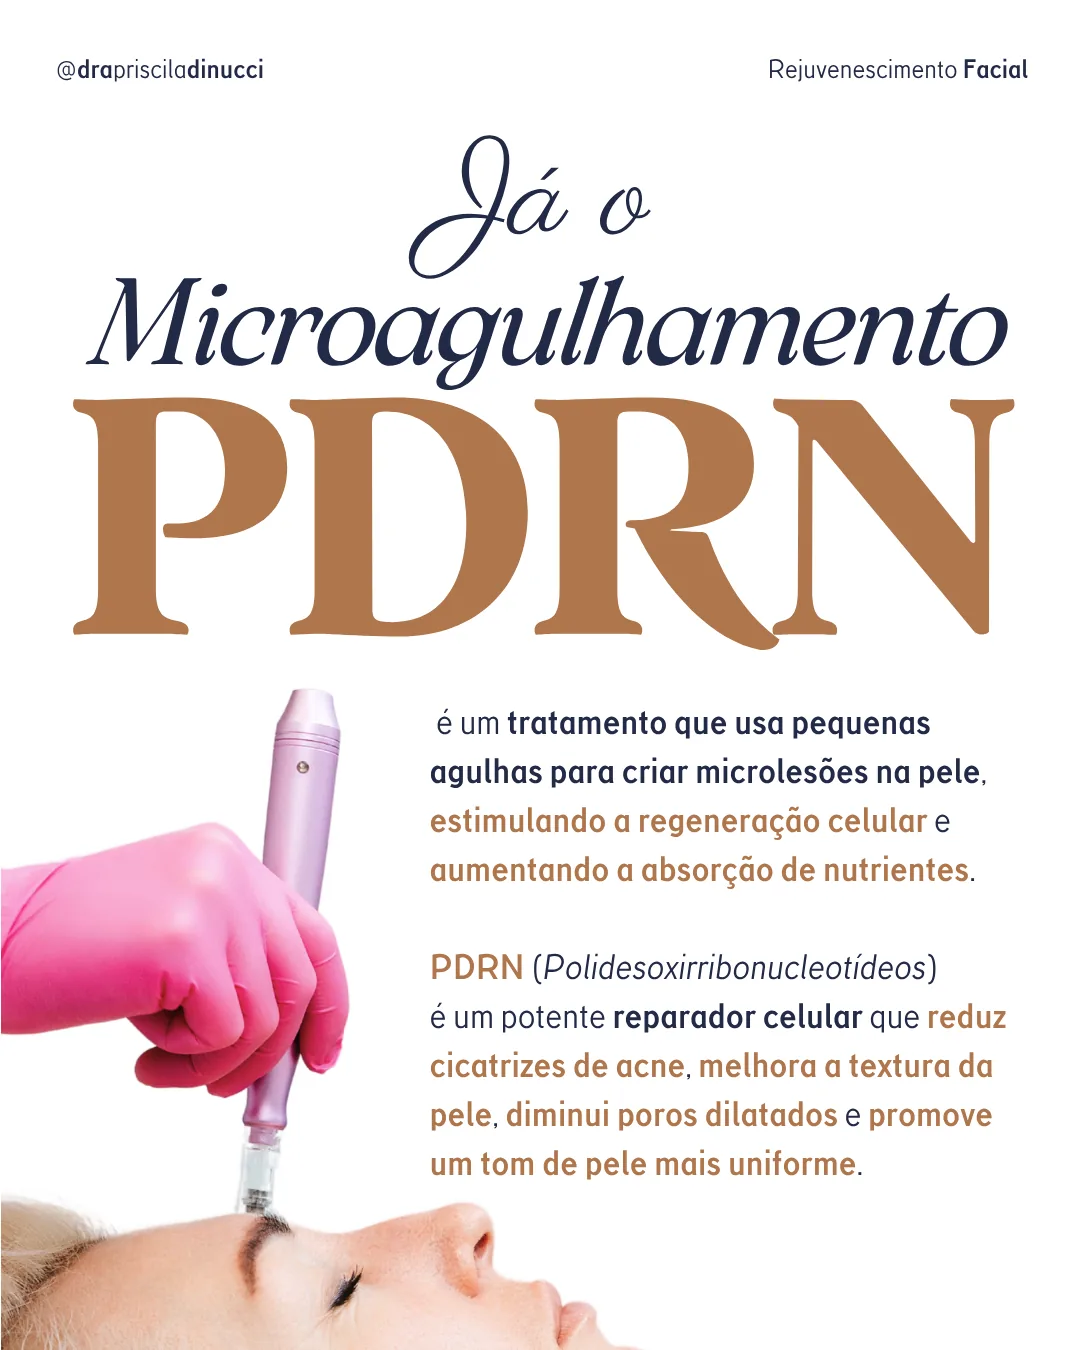 @draprisciladinucci
Rejuvenescimento Facial
Já o
Microagulhamento
PDRN
é um tratamento que usa pequenas
agulhas para criar microlesões na pele,
estimulando a regeneração celular e
aumentando a absorção de nutrientes.
PDRN (Polidesoxirribonucleotídeos)
é um potente reparador celular que reduz
cicatrizes de acne, melhora a textura da
pele, diminui poros dilatados e promove
um tom de pele mais uniforme.